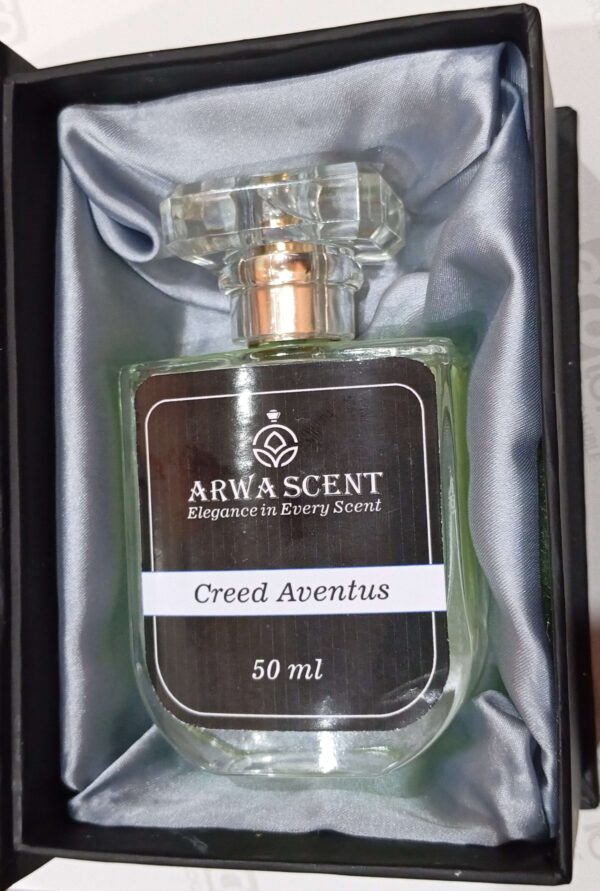 ARWA SCENT
Elegance in Every Scent
Creed Aventus
50 ml